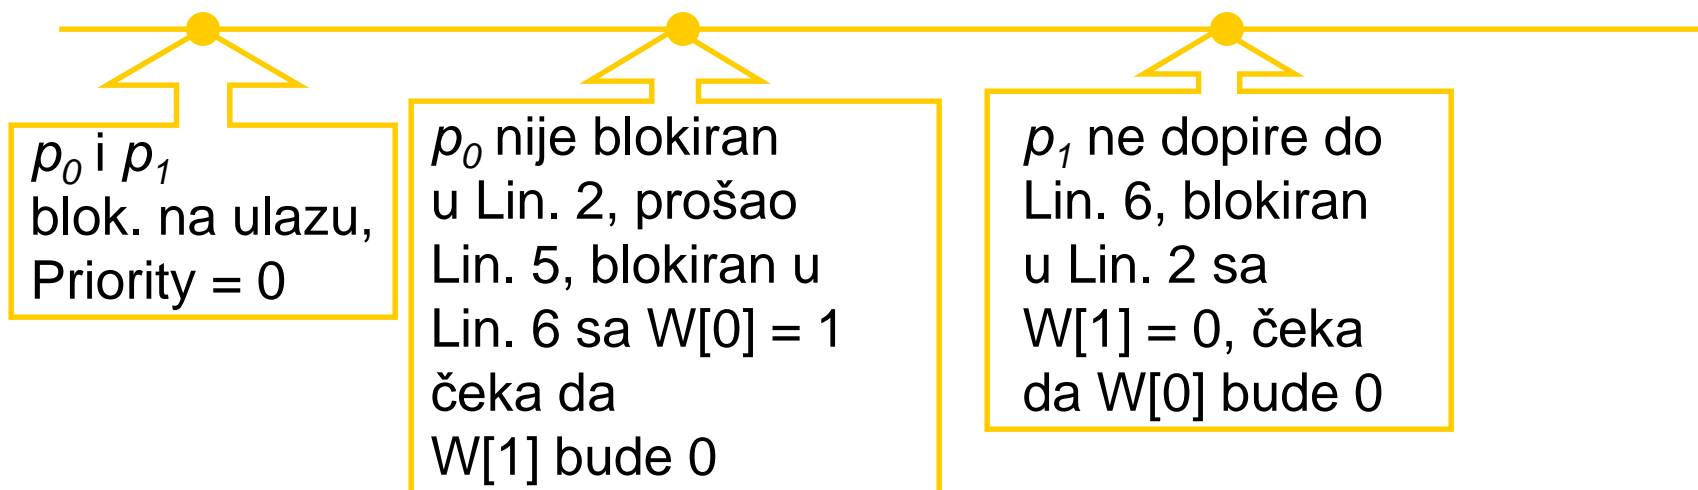 p₀ i p₁
blok. na ulazu,
Priority = 0
p₀ nije blokiran
u Lin. 2, prošao
Lin. 5, blokiran u
Lin. 6 sa W[0] = 1
čeka da
W[1] bude 0
p₁ ne dopire do
Lin. 6, blokiran
u Lin. 2 sa
W[1] = 0, čeka
da W[0] bude 0